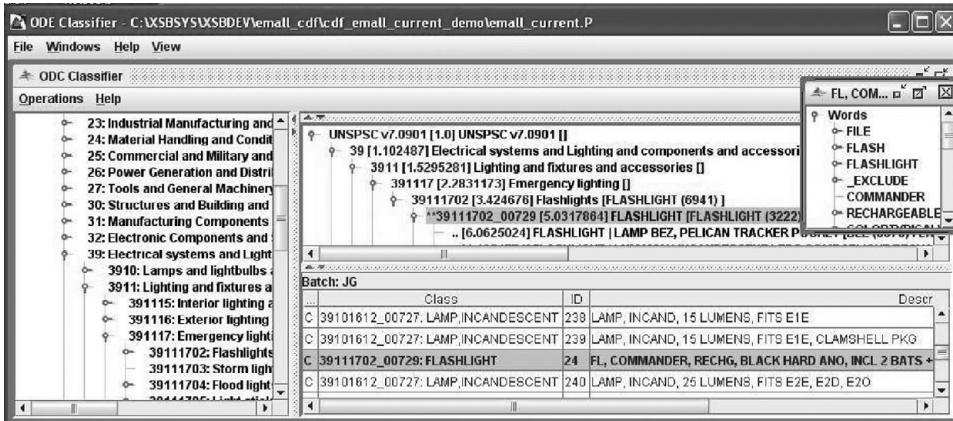 ODE Classifier - C:\XSBSYS\XSBDEV\emall_cdf\cdf_emall_current_demo\emall_current.P
File Windows Help View
ODC Classifier
Operations Help
23: Industrial Manufacturing and
24: Material Handling and Condit
25: Commercial and Military and
26: Power Generation and Distri
27: Tools and General Machinery
30: Structures and Building and
31: Manufacturing Components
32: Electronic Components and
39: Electrical systems and Light
3910: Lamps and lightbulbs
3911: Lighting and fixtures a
391115: Interior lighting
391116: Exterior lighting
391117: Emergency light
39111702: Flashlights
39111703: Storm ligh
39111704: Flood light
UNSPSC v7.0901 [1.0] UNSPSC v7.0901 []
39 [1.102487] Electrical systems and Lighting and components and accessori
3911 [1.5295281] Lighting and fixtures and accessories []
391117 [2.2831173] Emergency lighting []
39111702 [3.424676] Flashlights [FLASHLIGHT (6941) ]
**39111702_00729 [5.0317864] FLASHLIGHT [FLASHLIGHT (3222)
.. [6.0625024] FLASHLIGHT | LAMP BEZ, PELICAN TRACKER
FL, COM...
Words
FILE
FLASH
FLASHLIGHT
_EXCLUDE
COMMANDER
RECHARGEABLE
Batch: JG
... Class ID Descr
C 39101612_00727: LAMP,INCANDESCENT 238 LAMP, INCAND, 15 LUMENS, FITS E1E
C 39101612_00727: LAMP,INCANDESCENT 239 LAMP, INCAND, 15 LUMENS, FITS E1E, CLAMSHELL PKG
C 39111702_00729: FLASHLIGHT 24 FL, COMMANDER, RECHG, BLACK HARD ANO, INCL 2 BATS +
C 39101612_00727: LAMP,INCANDESCENT 240 LAMP, INCAND, 25 LUMENS, FITS E2E, E2D, E2O